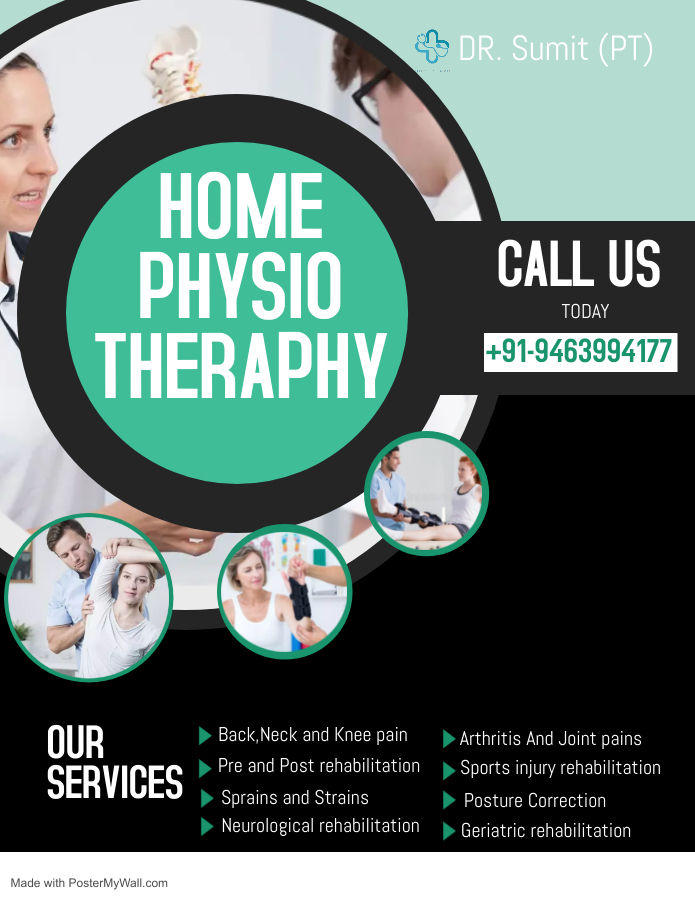 DR. Sumit (PT)
HOME
PHYSIO
THERAPHY
CALL US
TODAY
+91-9463994177
OUR
SERVICES
Back,Neck and Knee pain
Pre and Post rehabilitation
Sprains and Strains
Neurological rehabilitation
Arthritis And Joint pains
Sports injury rehabilitation
Posture Correction
Geriatric rehabilitation
Made with PosterMyWall.com